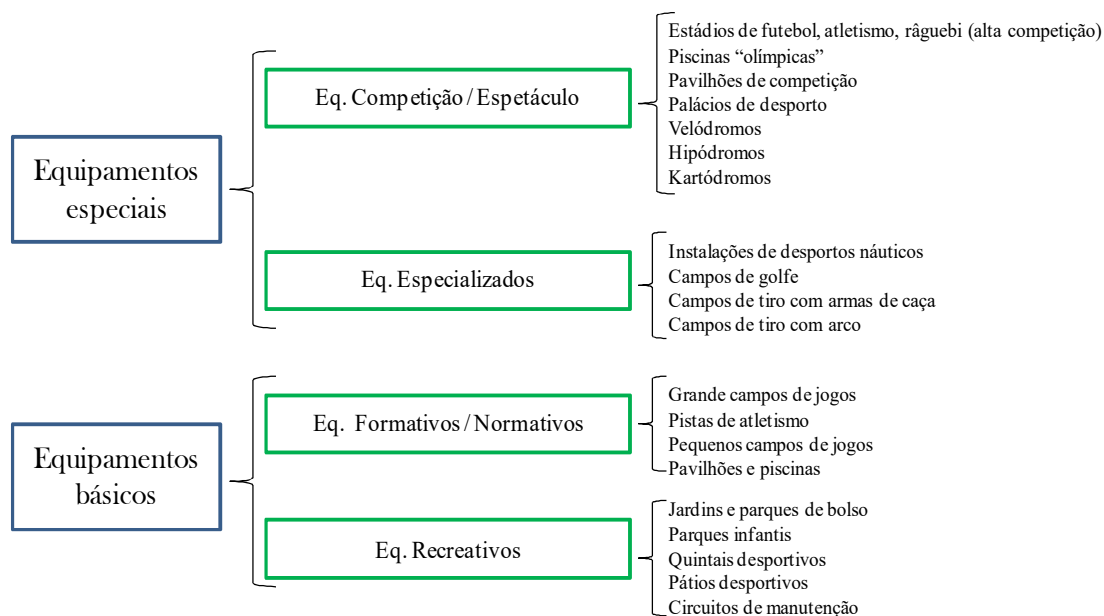 Equipamentos
especiais
Eq. Competição / Espetáculo
Estádios de futebol, atletismo, râguebi (alta competição)
Piscinas “olímpicas”
Pavilhões de competição
Palácios de desporto
Velódromos
Hipódromos
Kartódromos
Eq. Especializados
Instalações de desportos náuticos
Campos de golfe
Campos de tiro com armas de caça
Campos de tiro com arco
Equipamentos
básicos
Eq. Formativos / Normativos
Grande campos de jogos
Pistas de atletismo
Pequenos campos de jogos
Pavilhões e piscinas
Eq. Recreativos
Jardins e parques de bolso
Parques infantis
Quintais desportivos
Pátios desportivos
Circuitos de manutenção